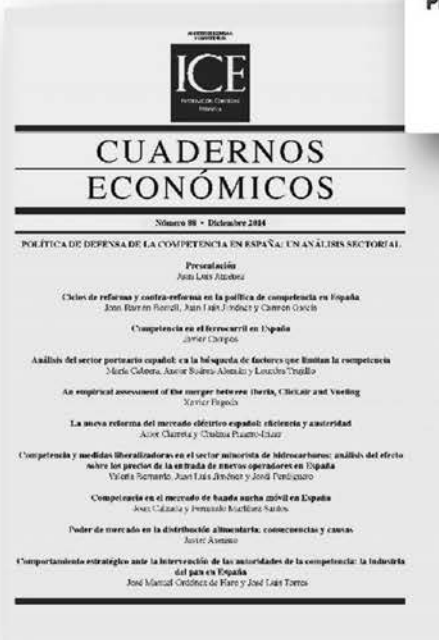 P
ICE
CUADERNOS
ECONÓMICOS
Número 88 • Diciembre 2014
POLÍTICA DE DEFENSA DE LA COMPETENCIA EN ESPAÑA: UN ANÁLISIS SECTORIAL
Presentación
Juan Luis Jiménez
Ciclos de reforma y contra-reforma en la política de competencia en España
Joan-Ramon Borrell, Juan Luis Jiménez y Carmen García
Competencia en el ferrocarril en España
Javier Campos
Análisis del sector portuario español: en la búsqueda de factores que limitan la competencia
María Cabrera, Ancor Suárez-Alemán y Lourdes Trujillo
An empirical assessment of the merger between Iberia, Clickair and Vueling
Xavier Fageda
La nueva reforma del mercado eléctrico español: eficiencia y austeridad
Aitor Ciarreta y Cristina Pizarro-Irizar
Competencia y medidas liberalizadoras en el sector minorista de hidrocarburos: análisis del efecto
sobre los precios de la entrada de nuevos operadores en España
Valeria Bernardo, Juan Luis Jiménez y Jordi Perdiguero
Competencia en el mercado de banda ancha móvil en España
Joan Calzada y Fernando Martínez-Santos
Poder de mercado en la distribución alimentaria: consecuencias y causas
Javier Asensio
Comportamiento estratégico ante la intervención de las autoridades de la competencia: la industria
del pan en España
José Manuel Ordóñez de Haro y José Luis Torres